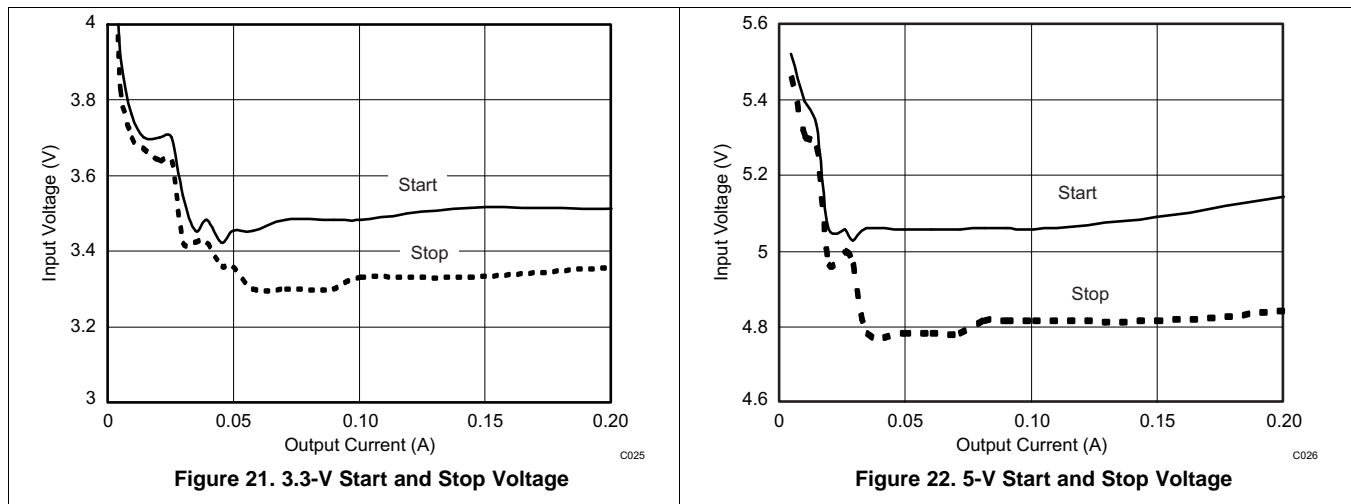 4
3.8
3.6
3.4
3.2
3
Input Voltage (V)
Start
Stop
0 0.05 0.10 0.15 0.20
Output Current (A)
C025
Figure 21. 3.3-V Start and Stop Voltage
5.6
5.4
5.2
5
4.8
4.6
Input Voltage (V)
Start
Stop
0 0.05 0.10 0.15 0.20
Output Current (A)
C026
Figure 22. 5-V Start and Stop Voltage